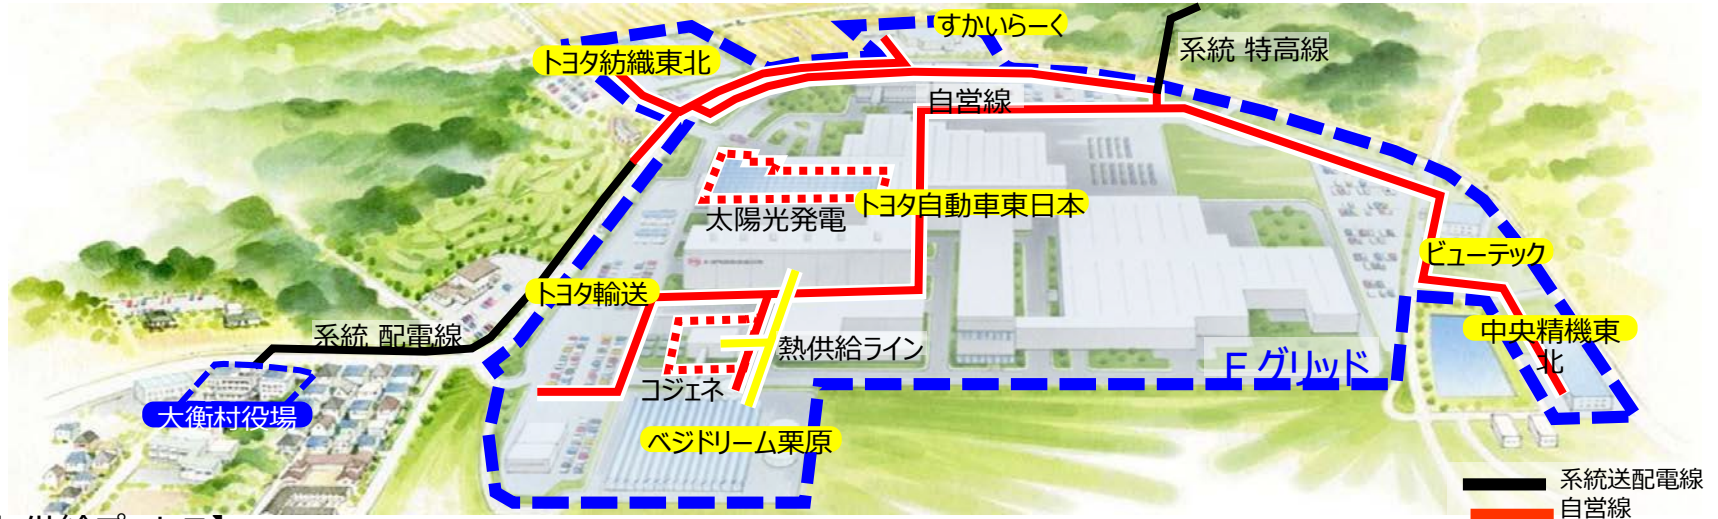 すかいらーく
系統 特高線
トヨタ紡織東北
自営線
トヨタ自動車東日本
太陽光発電
ビューテック
トヨタ輸送
系統 配電線
熱供給ライン
中央精機東
北
F グリッド
コジェネ
大衡村役場
ベジドリーム栗原
系統送配電線
自営線